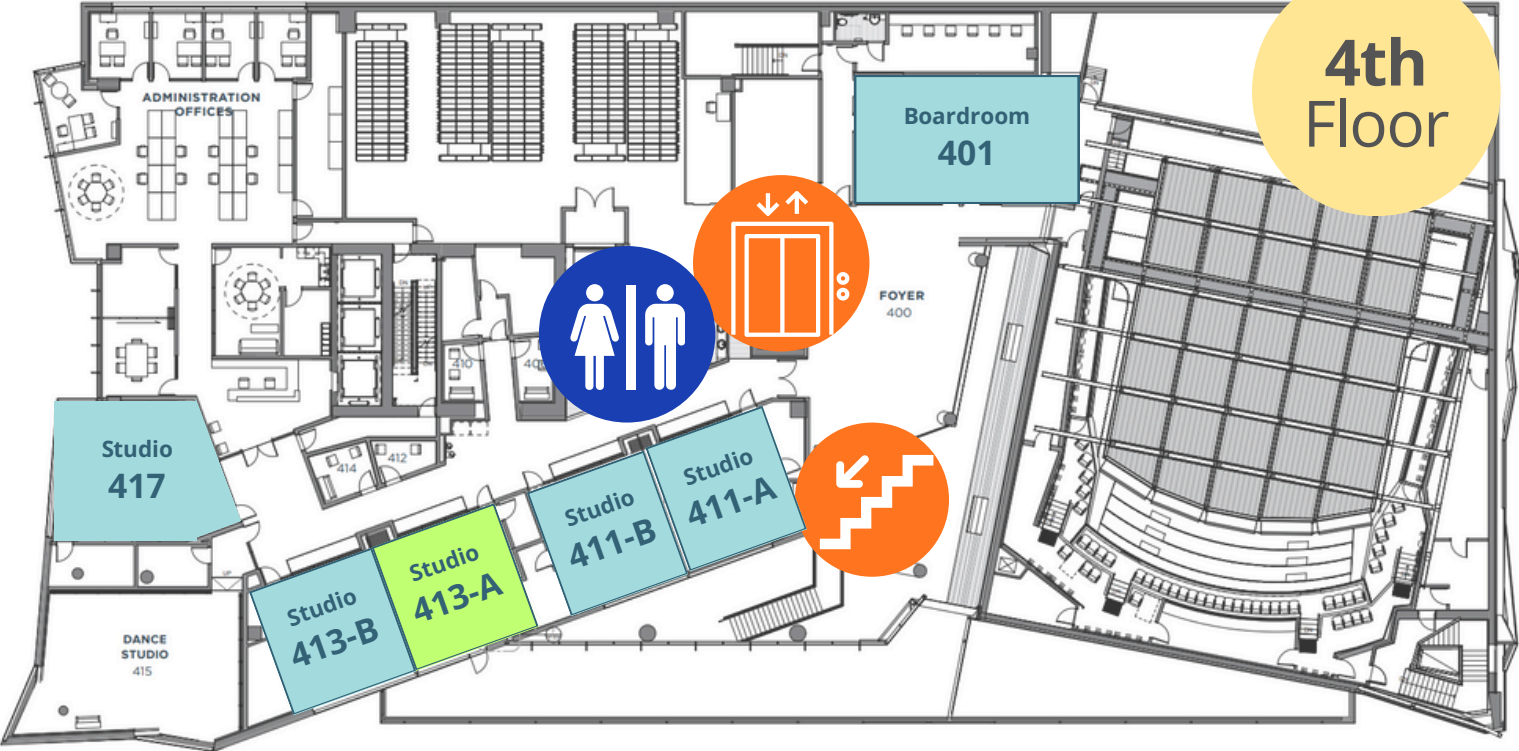 4th
Floor
ADMINISTRATION
OFFICES
Boardroom
401
FOYER
400
410
Studio
417
414
412
Studio
411-A
Studio
411-B
Studio
413-A
Studio
413-B
UP
DANCE
STUDIO
415